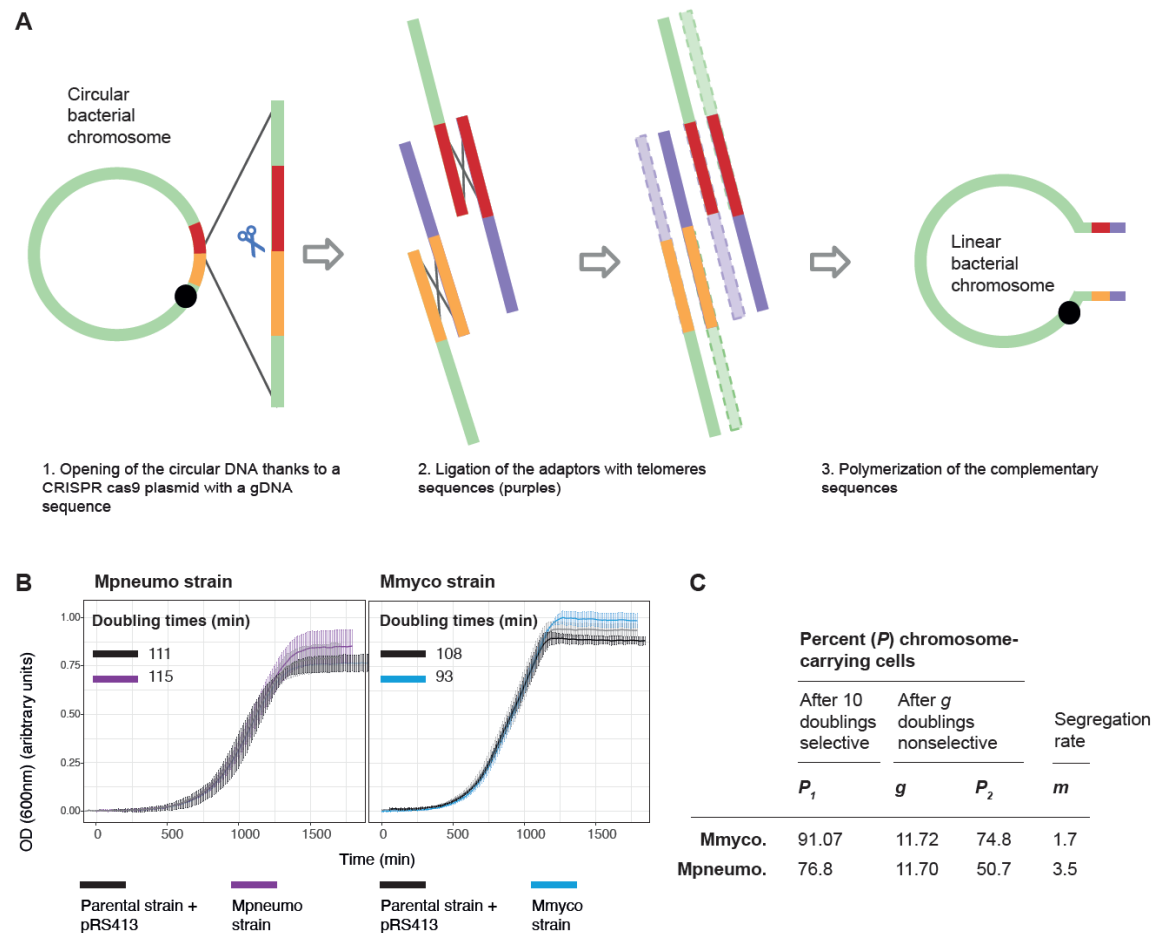 A
Circular
bacterial
chromosome
Linear
bacterial
chromosome
1. Opening of the circular DNA thanks to a
CRISPR cas9 plasmid with a gDNA
sequence
2. Ligation of the adaptors with telomeres
sequences (purples)
3. Polymerization of the complementary
sequences
B
Mpneumo strain
Mmyco strain
OD (600nm) (aribtrary units)
1.00
0.75
0.50
0.25
0.00
Doubling times (min)
111
115
Doubling times (min)
108
93
0 500 1000 1500
0 500 1000 1500
Time (min)
Parental strain +
pRS413
Mpneumo
strain
Parental strain +
pRS413
Mmyco
strain
C
Percent (P) chromosome-
carrying cells
After 10
doublings
selective
After g
doublings
nonselective
Segregation
rate
P1 g P2 m
Mmyco. 91.07 11.72 74.8 1.7
Mpneumo. 76.8 11.70 50.7 3.5